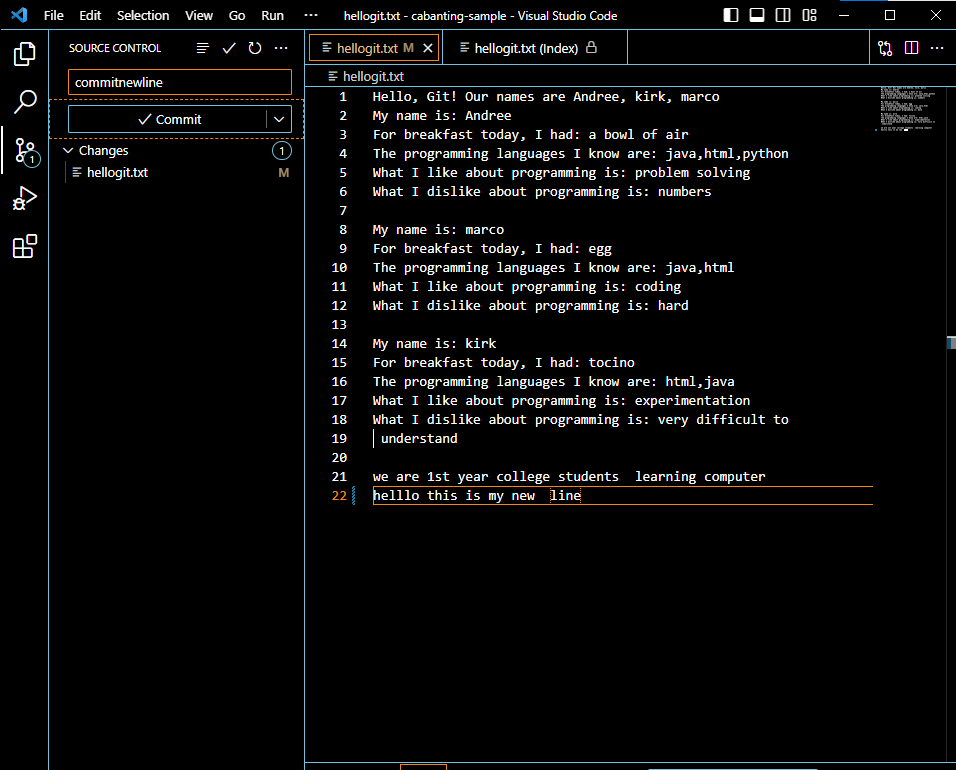 File Edit Selection View Go Run ··· hellogit.txt - cabanting-sample - Visual Studio Code
SOURCE CONTROL
commitnewline
Commit
Changes 1
hellogit.txt M
1
hellogit.txt M
hellogit.txt (Index)
hellogit.txt
1 Hello, Git! Our names are Andree, kirk, marco
2 My name is: Andree
3 For breakfast today, I had: a bowl of air
4 The programming languages I know are: java,html,python
5 What I like about programming is: problem solving
6 What I dislike about programming is: numbers
7
8 My name is: marco
9 For breakfast today, I had: egg
10 The programming languages I know are: java,html
11 What I like about programming is: coding
12 What I dislike about programming is: hard
13
14 My name is: kirk
15 For breakfast today, I had: tocino
16 The programming languages I know are: html,java
17 What I like about programming is: experimentation
18 What I dislike about programming is: very difficult to
19 understand
20
21 we are 1st year college students  learning computer
22 helllo this is my new  line